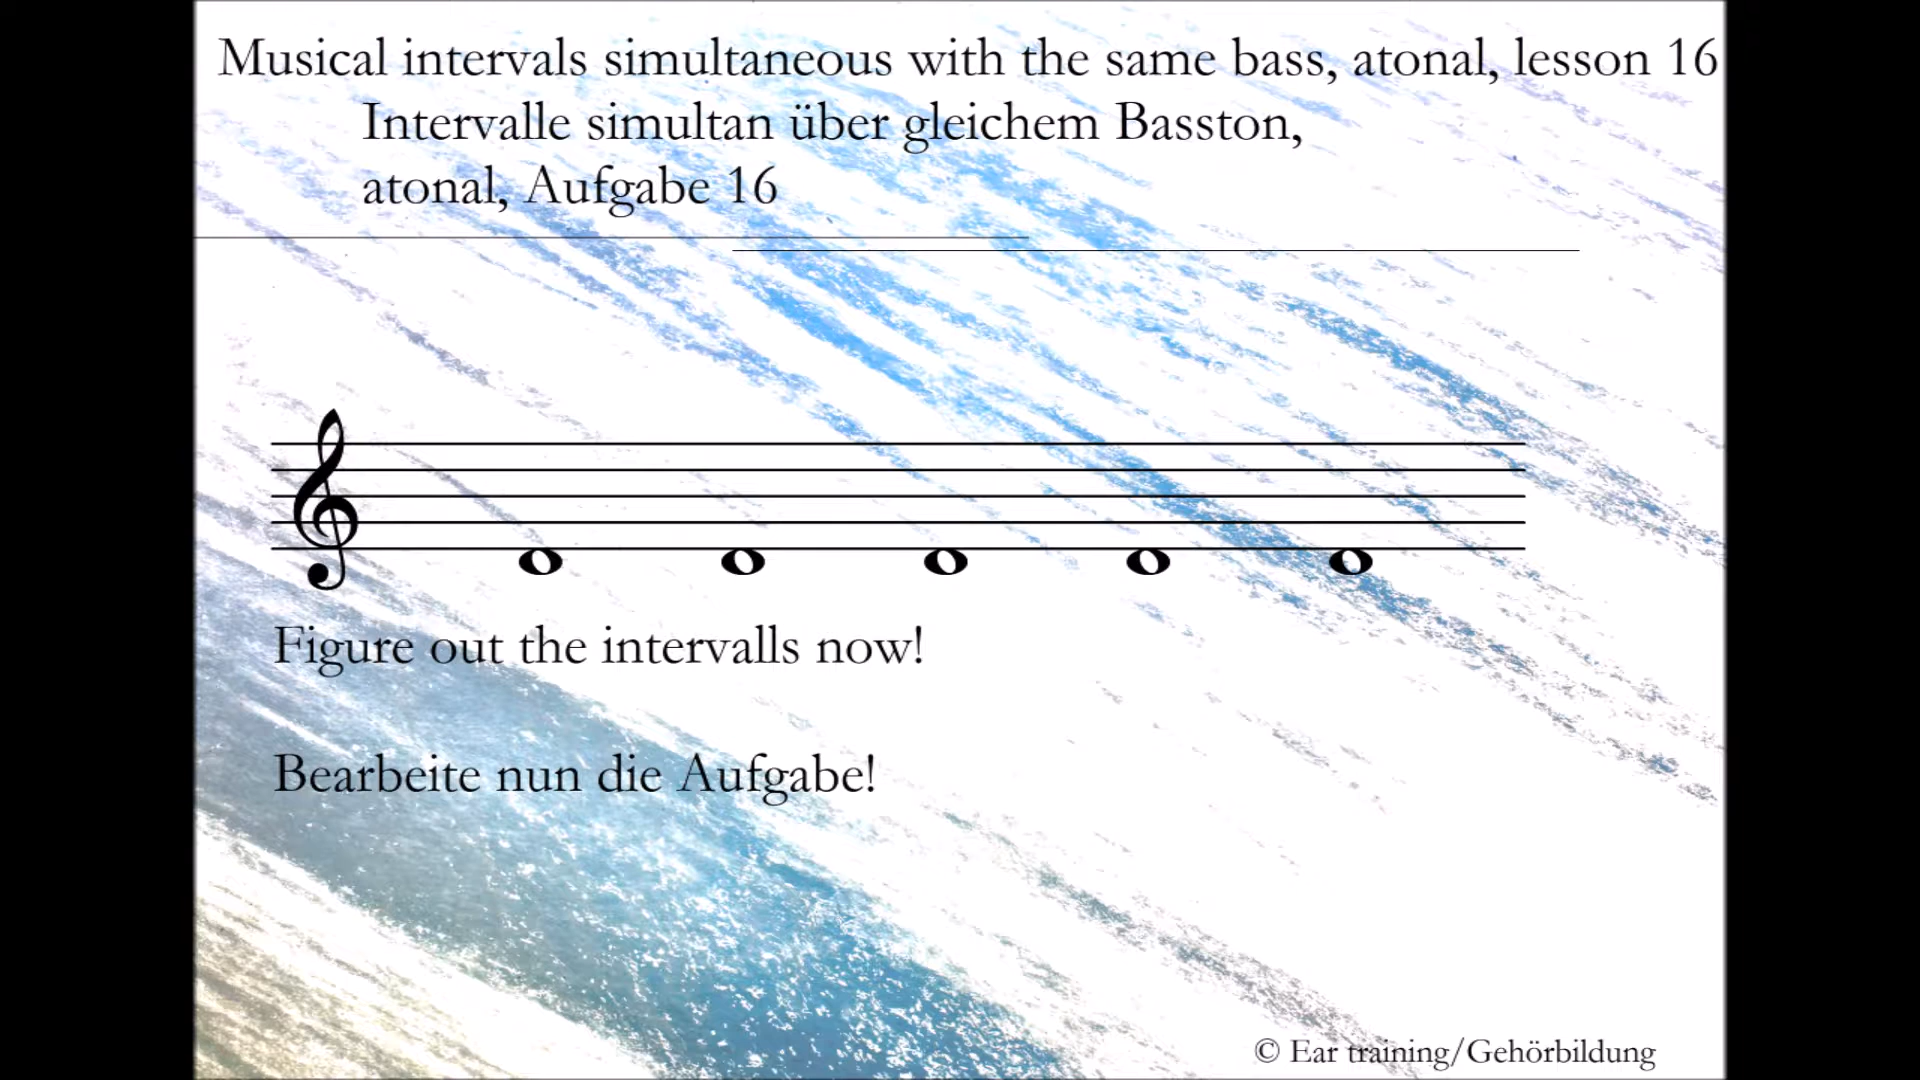 Musical intervals simultaneous with the same bass, atonal, lesson 16
Intervalle simultan über gleichem Basston,
atonal, Aufgabe 16
Figure out the intervalls now!
Bearbeite nun die Aufgabe!
© Ear training/Gehörbildung